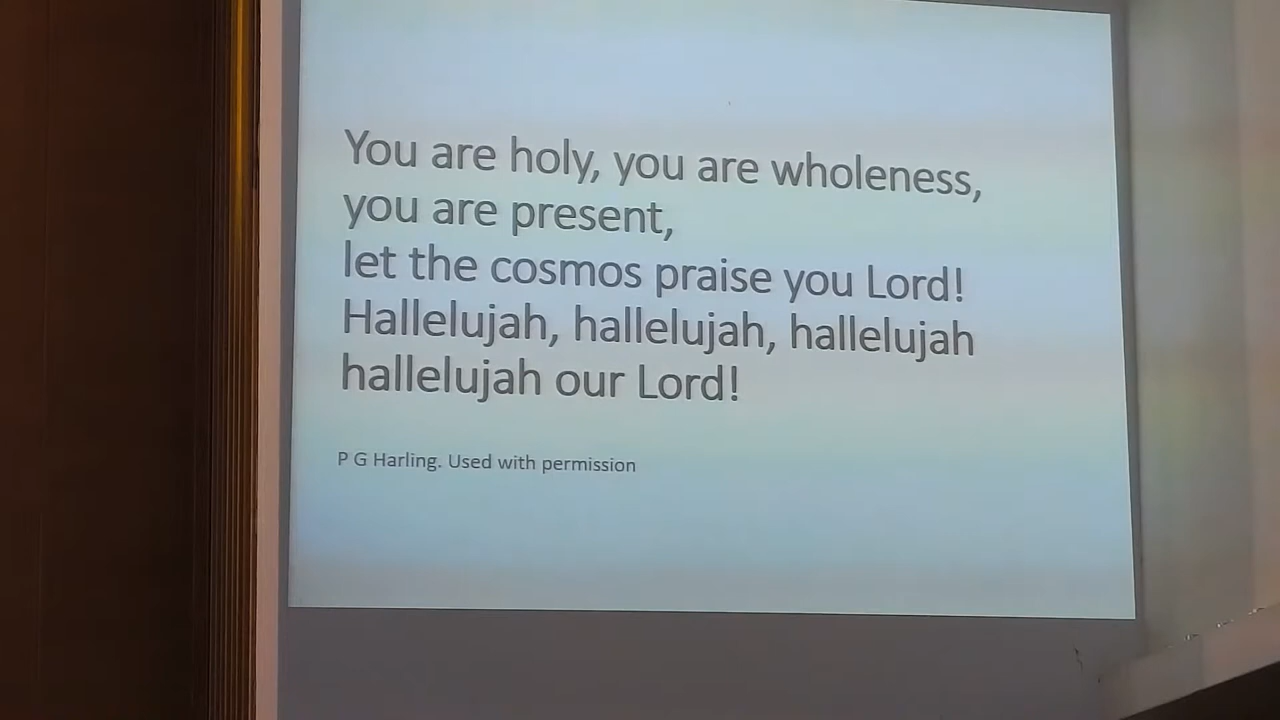 You are holy, you are wholeness,
you are present,
let the cosmos praise you Lord!
Hallelujah, hallelujah, hallelujah
hallelujah our Lord!
P G Harling. Used with permission